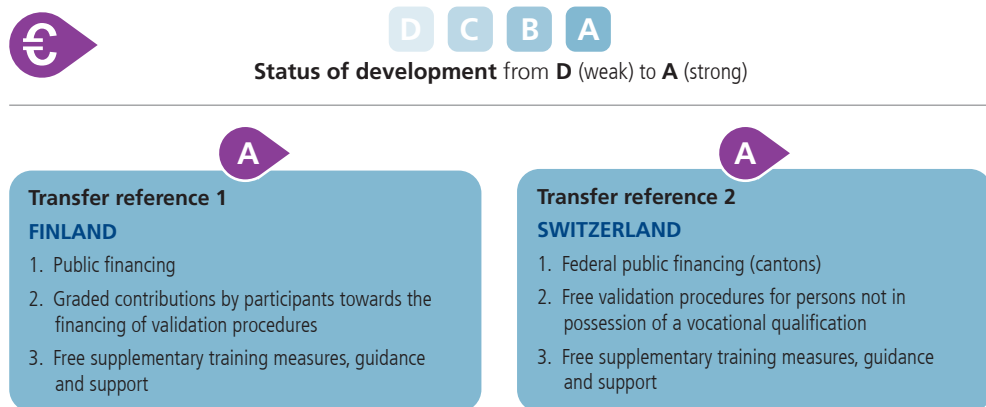 €
D C B A
Status of development from D (weak) to A (strong)
A
Transfer reference 1
FINLAND
1. Public financing
2. Graded contributions by participants towards the
financing of validation procedures
3. Free supplementary training measures, guidance
and support
A
Transfer reference 2
SWITZERLAND
1. Federal public financing (cantons)
2. Free validation procedures for persons not in
possession of a vocational qualification
3. Free supplementary training measures, guidance
and support